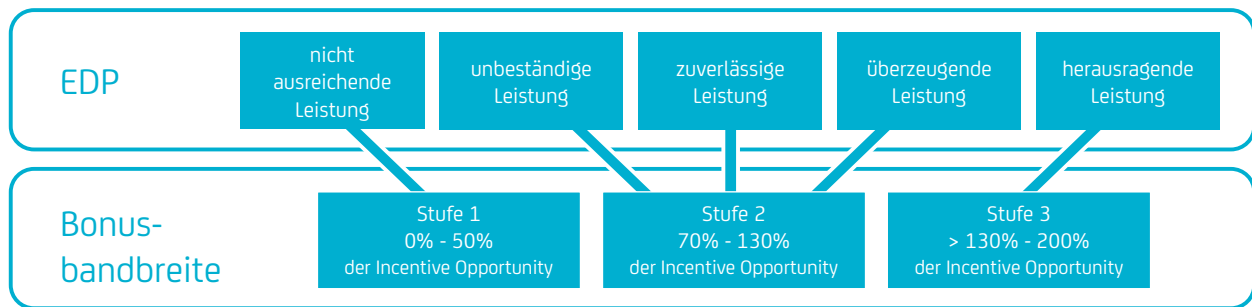 EDP
nicht
ausreichende
Leistung
unbeständige
Leistung
zuverlässige
Leistung
überzeugende
Leistung
herausragende
Leistung
Bonus-
bandbreite
Stufe 1
0% - 50%
der Incentive Opportunity
Stufe 2
70% - 130%
der Incentive Opportunity
Stufe 3
> 130% - 200%
der Incentive Opportunity